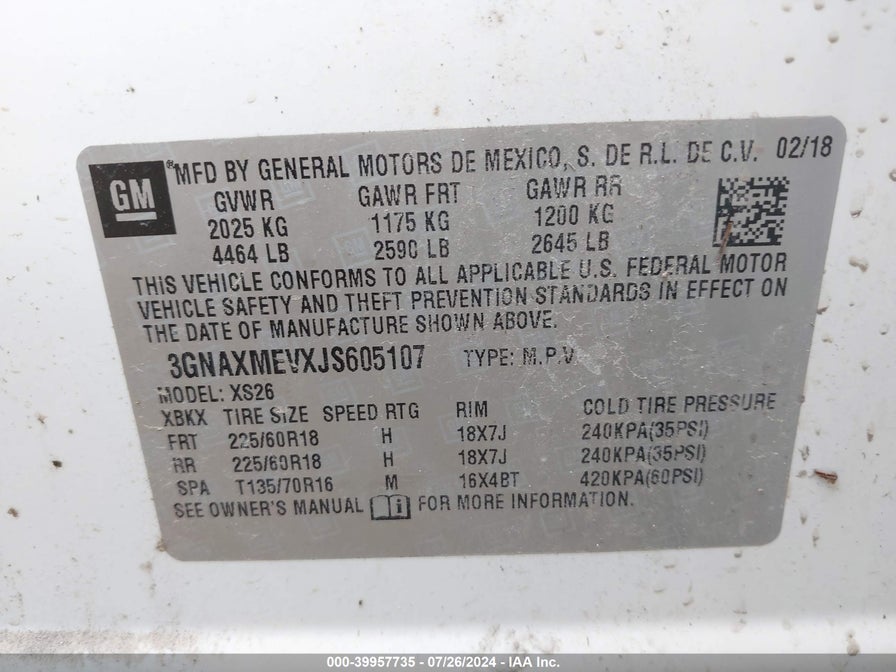 GM
® MFD BY GENERAL MOTORS DE MEXICO, S. DE R.L. DE C.V. 02/18
GVWR GAWR FRT GAWR RR
2025 KG 1175 KG 1200 KG
4464 LB 2590 LB 2645 LB
THIS VEHICLE CONFORMS TO ALL APPLICABLE U.S. FEDERAL MOTOR
VEHICLE SAFETY AND THEFT PREVENTION STANDARDS IN EFFECT ON
THE DATE OF MANUFACTURE SHOWN ABOVE.
3GNAXMEVXJS605107 TYPE: M.P.V
MODEL: XS26
XBKX TIRE SIZE SPEED RTG RIM COLD TIRE PRESSURE
FRT 225/60R18 H 18X7J 240KPA(35PSI)
RR 225/60R18 H 18X7J 240KPA(35PSI)
SPA T135/70R16 M 16X4BT 420KPA(60PSI)
SEE OWNER'S MANUAL FOR MORE INFORMATION.
000-39957735 - 07/26/2024 - IAA Inc.